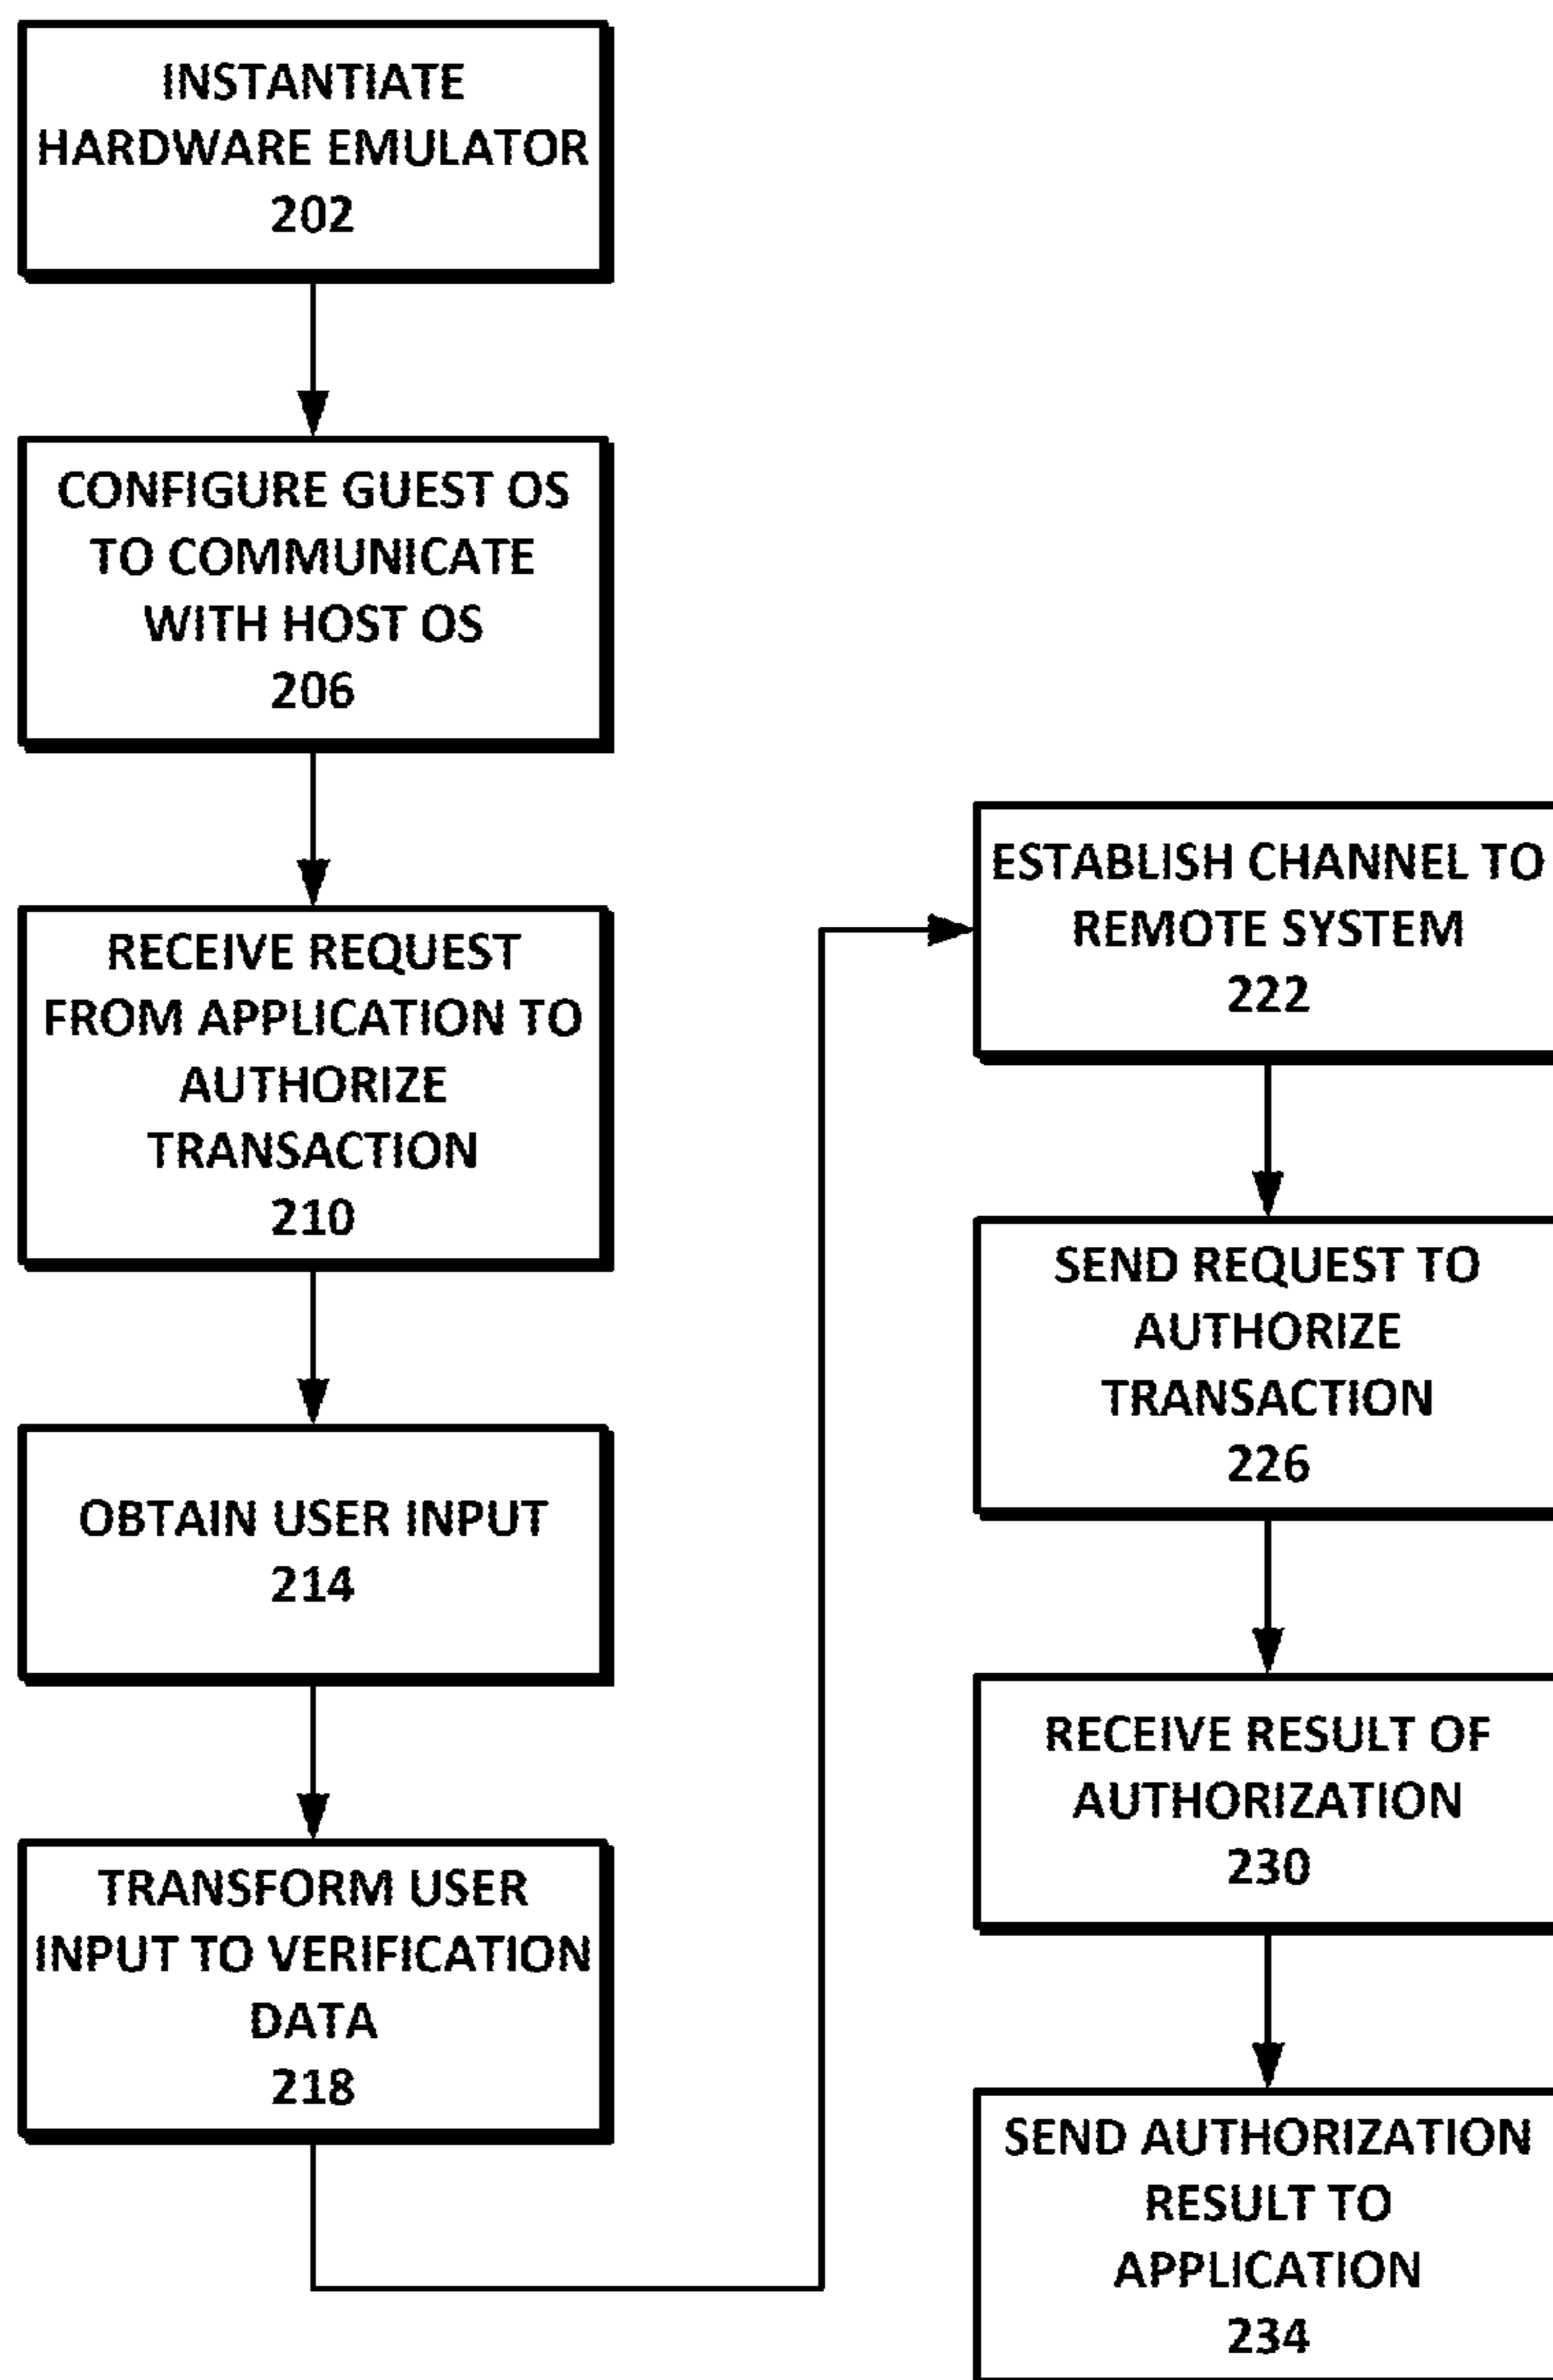 INSTANTIATE
HARDWARE EMULATOR
202
CONFIGURE GUEST OS
TO COMMUNICATE
WITH HOST OS
206
RECEIVE REQUEST
FROM APPLICATION TO
AUTHORIZE
TRANSACTION
210
OBTAIN USER INPUT
214
TRANSFORM USER
INPUT TO VERIFICATION
DATA
218
ESTABLISH CHANNEL TO
REMOTE SYSTEM
222
SEND REQUEST TO
AUTHORIZE
TRANSACTION
226
RECEIVE RESULT OF
AUTHORIZATION
230
SEND AUTHORIZATION
RESULT TO
APPLICATION
234